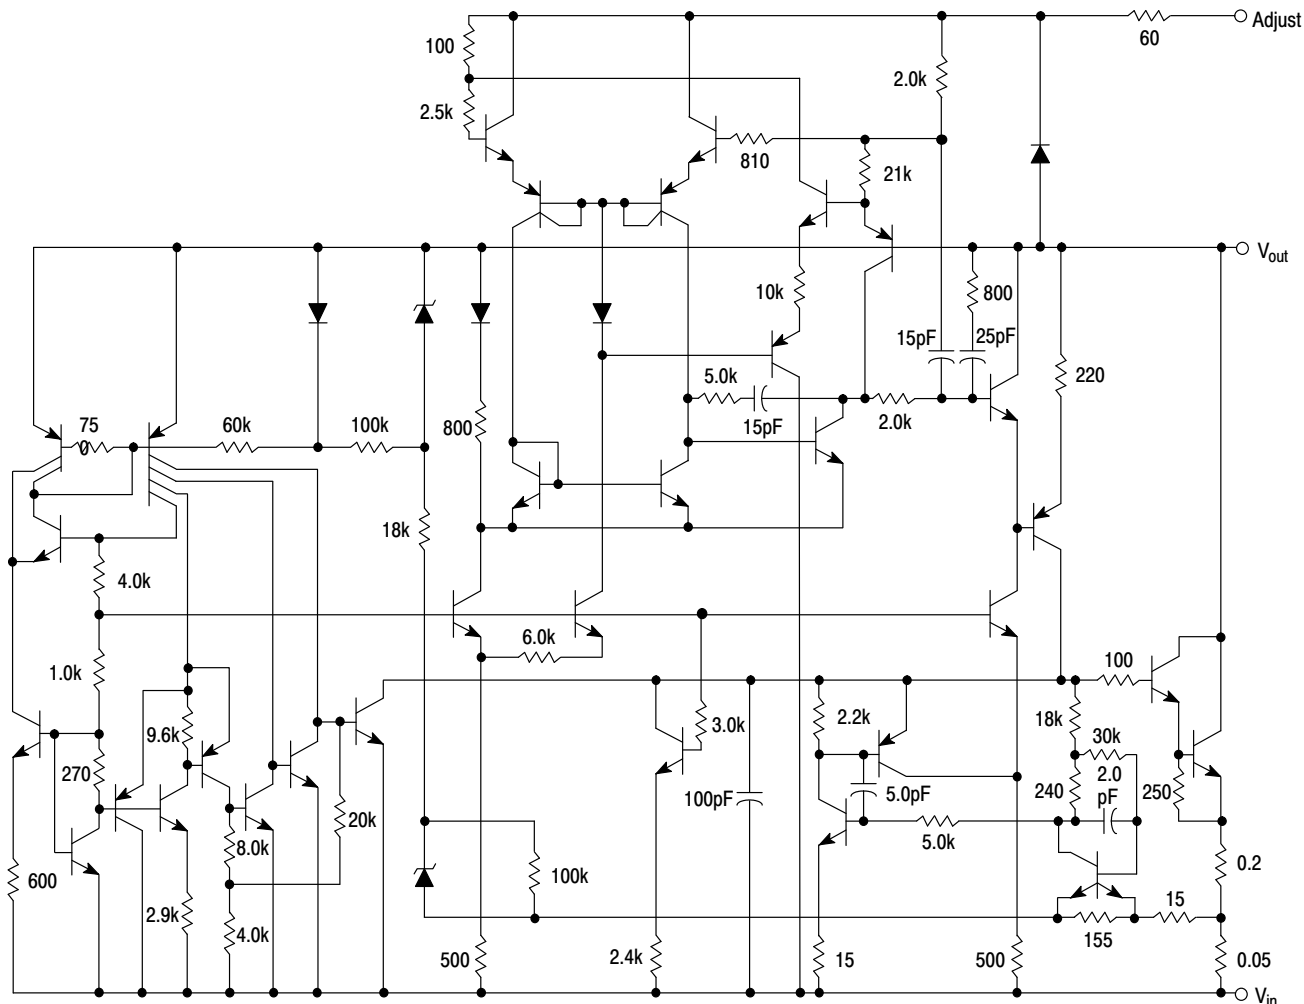 Adjust
60
100
2.0k
2.5k
810
21k
Vout
10k
800
15pF
25pF
220
5.0k
75
0
60k
100k
800
15pF
2.0k
18k
4.0k
6.0k
1.0k
100
2.2k
18k
3.0k
9.6k
30k
270
2.0
pF
5.0pF
240
250
100pF
20k
5.0k
8.0k
100k
0.2
600
15
2.9k
4.0k
155
500
2.4k
15
500
0.05
Vin